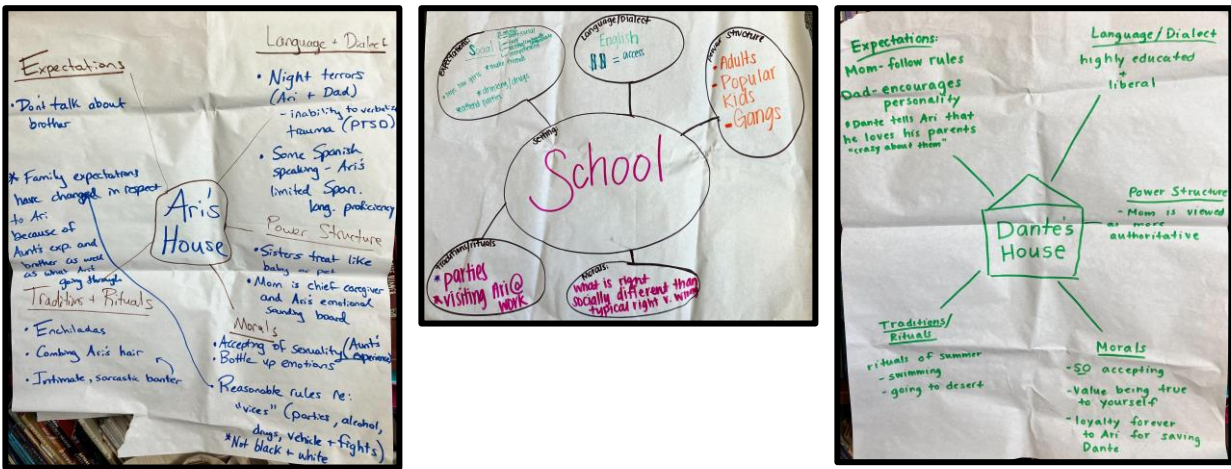 Expectations
• Don't talk about
brother
* Family expectations
have changed in respect
to Ari
because of
Aunt's exp. and
brother as well
as what Ari
going through
Traditions + Rituals
• Enchiladas
• Combing Ari's hair
• Intimate, sarcastic banter
Ari's
House
Language + Dialect
• Night terrors
(Ari + Dad)
- inability to verbalize
trauma (PTSD)
• Some Spanish
speaking - Ari's
limited Span.
lang. proficiency
Power Structure
• Sisters treat like
baby or pet
• Mom is chief caregiver
and Ari's emotional
sounding board
Morals
• Accepting of sexuality (Aunt's
experience)
• Bottle up emotions
• Reasonable rules re:
"vices" (parties, alcohol,
drugs, vehicle + fights)
*Not black + white
Expectations:
Social
drinking/drugs
attend parties
Language/Dialect
English
= access
Power Structure
• Adults
- Popular
Kids
- Gangs
Setting:
School
Traditions/rituals
* parties
* visiting Ari @
work
Morals:
what is right
socially different than
typical right v. wrong
Expectations:
Mom- follow rules
Dad- encourages
personality
• Dante tells Ari that
he loves his parents
"crazy about them"
Language/Dialect
highly educated
+
liberal
Dante's
House
Power Structure
- Mom is viewed
as more
authoritative
Traditions/
Rituals
rituals of summer
- swimming
- going to desert
Morals
- SO accepting
- Value being true
to yourself
- loyalty forever
to Ari for saving
Dante